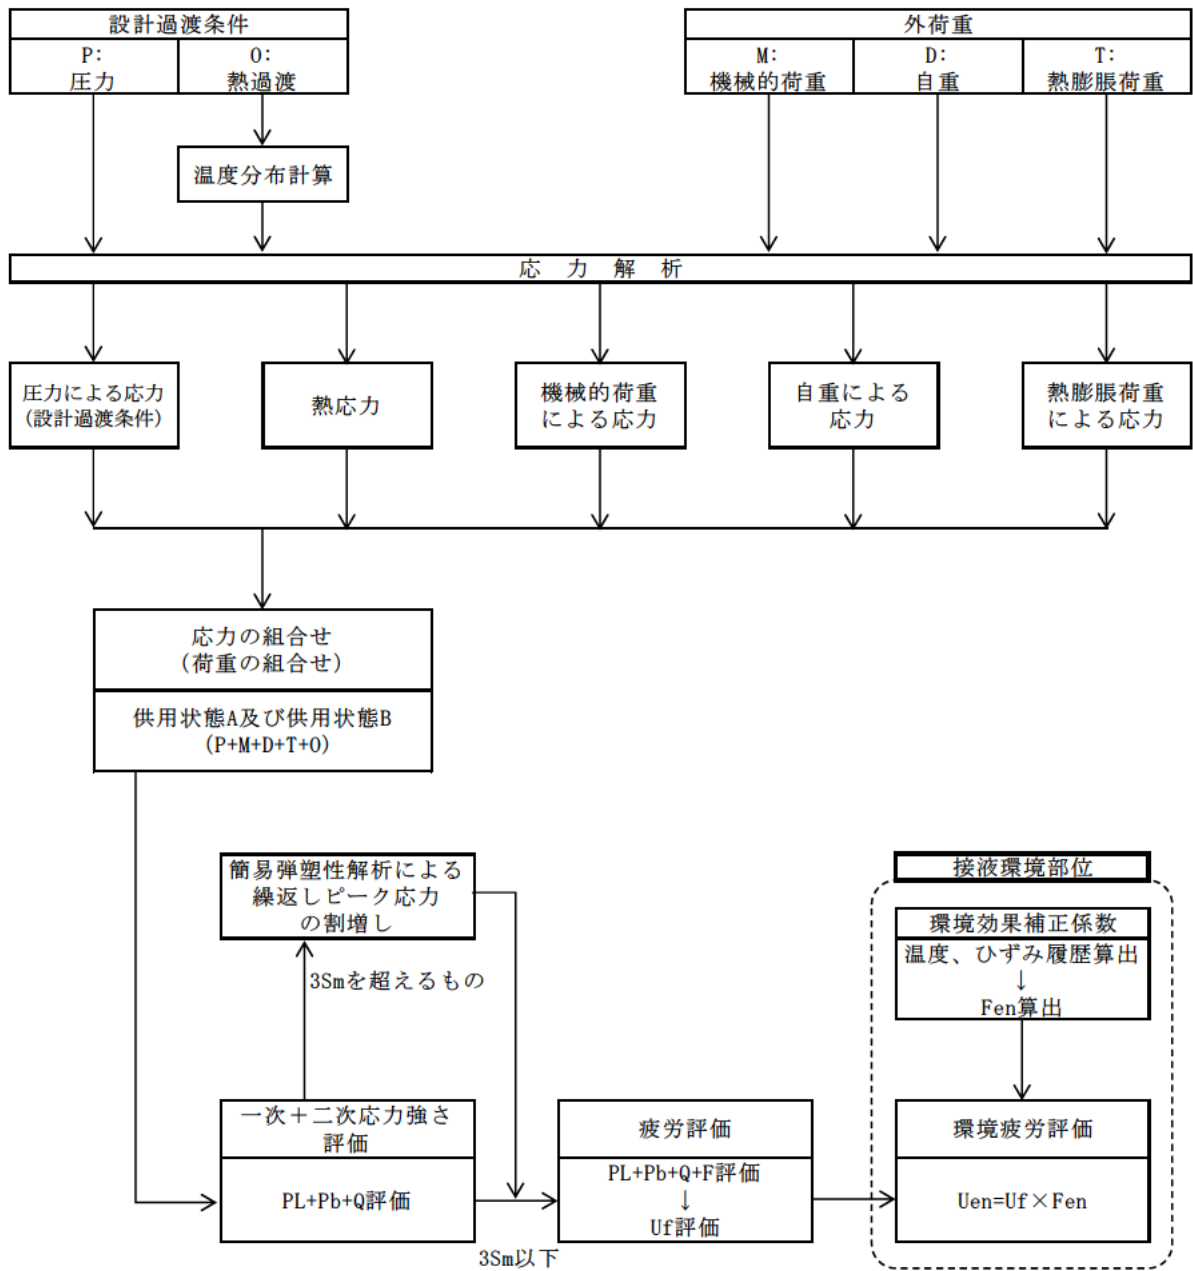 設計過渡条件
P:
圧力
O:
熱過渡
外荷重
M:
機械的荷重
D:
自重
T:
熱膨脹荷重
温度分布計算
応力解析
圧力による応力
(設計過渡条件)
熱応力
機械的荷重
による応力
自重による
応力
熱膨脹荷重
による応力
応力の組合せ
(荷重の組合せ)
供用状態A及び供用状態B
(P+M+D+T+O)
簡易弾塑性解析による
繰返しピーク応力
の割増し
3Smを超えるもの
一次＋二次応力強さ
評価
PL+Pb+Q評価
3Sm以下
疲労評価
PL+Pb+Q+F評価
↓
Uf評価
接液環境部位
環境効果補正係数
温度、ひずみ履歴算出
↓
Fen算出
環境疲労評価
Uen=Uf×Fen